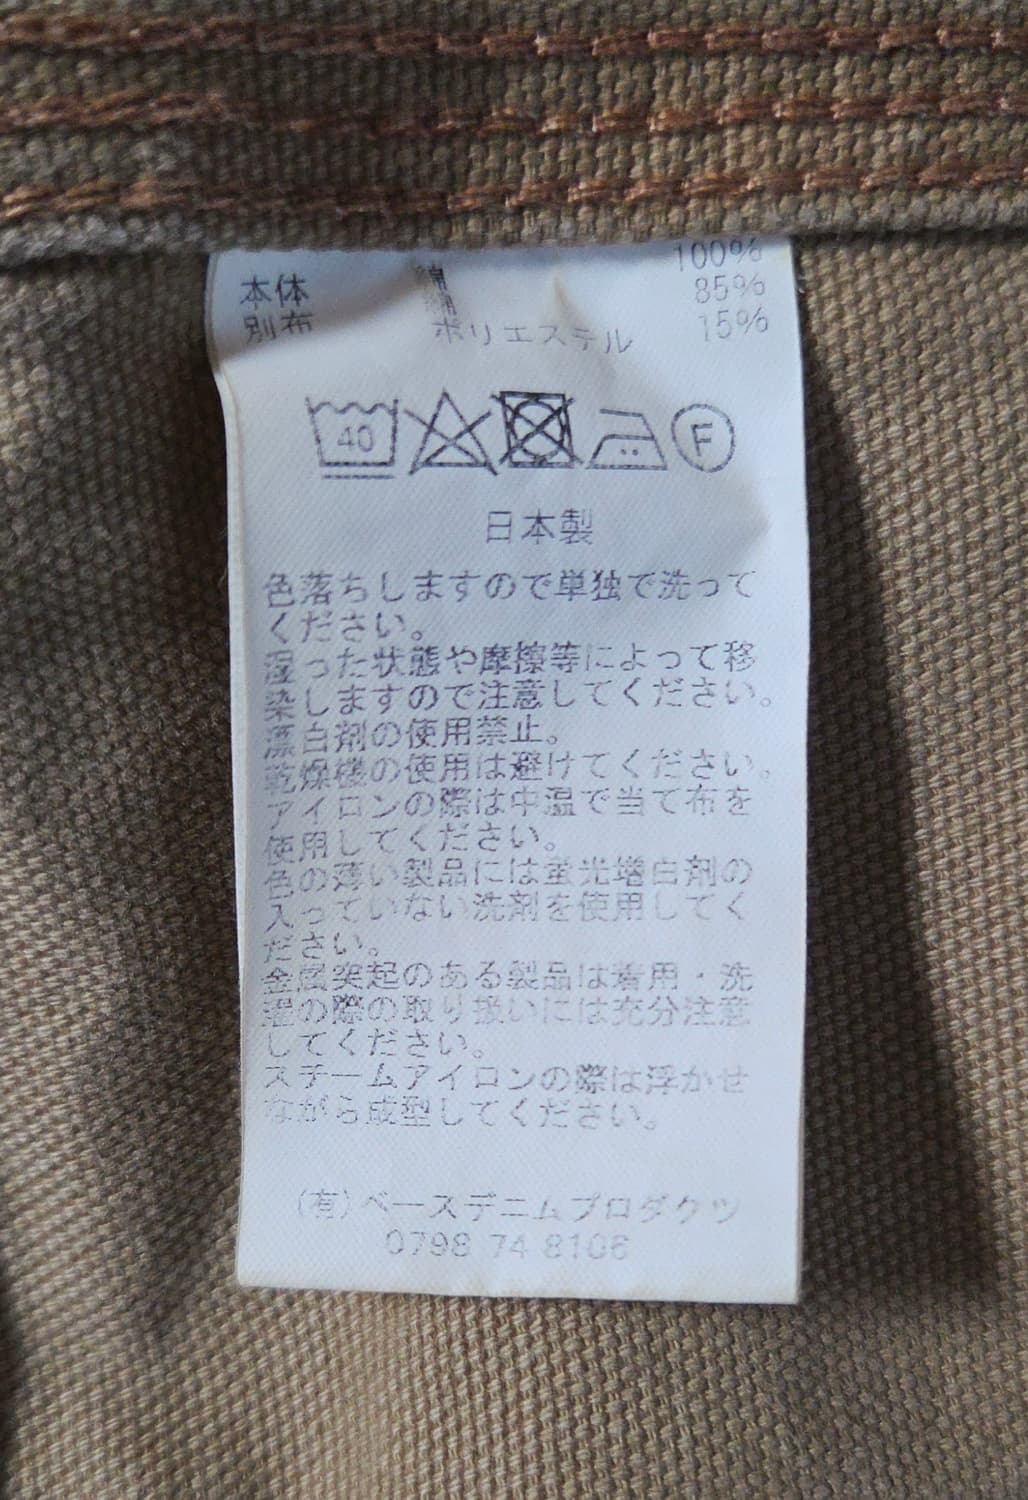 本体 綿 100%
別布 綿 85%
ポリエステル 15%
40
F
日本製
色落ちしますので単独で洗って
ください。
湿った状態や摩擦等によって移
染しますので注意してください。
漂白剤の使用禁止。
乾燥機の使用は避けてください。
アイロンの際は中温で当て布を
使用してください。
色の薄い製品には蛍光増白剤の
入っていない洗剤を使用してく
ださい。
金属突起のある製品は着用・洗
濯の際の取り扱いには充分注意
してください。
スチームアイロンの際は浮かせ
ながら成型してください。
(有)ベースデニムプロダクツ
0798 74 8106